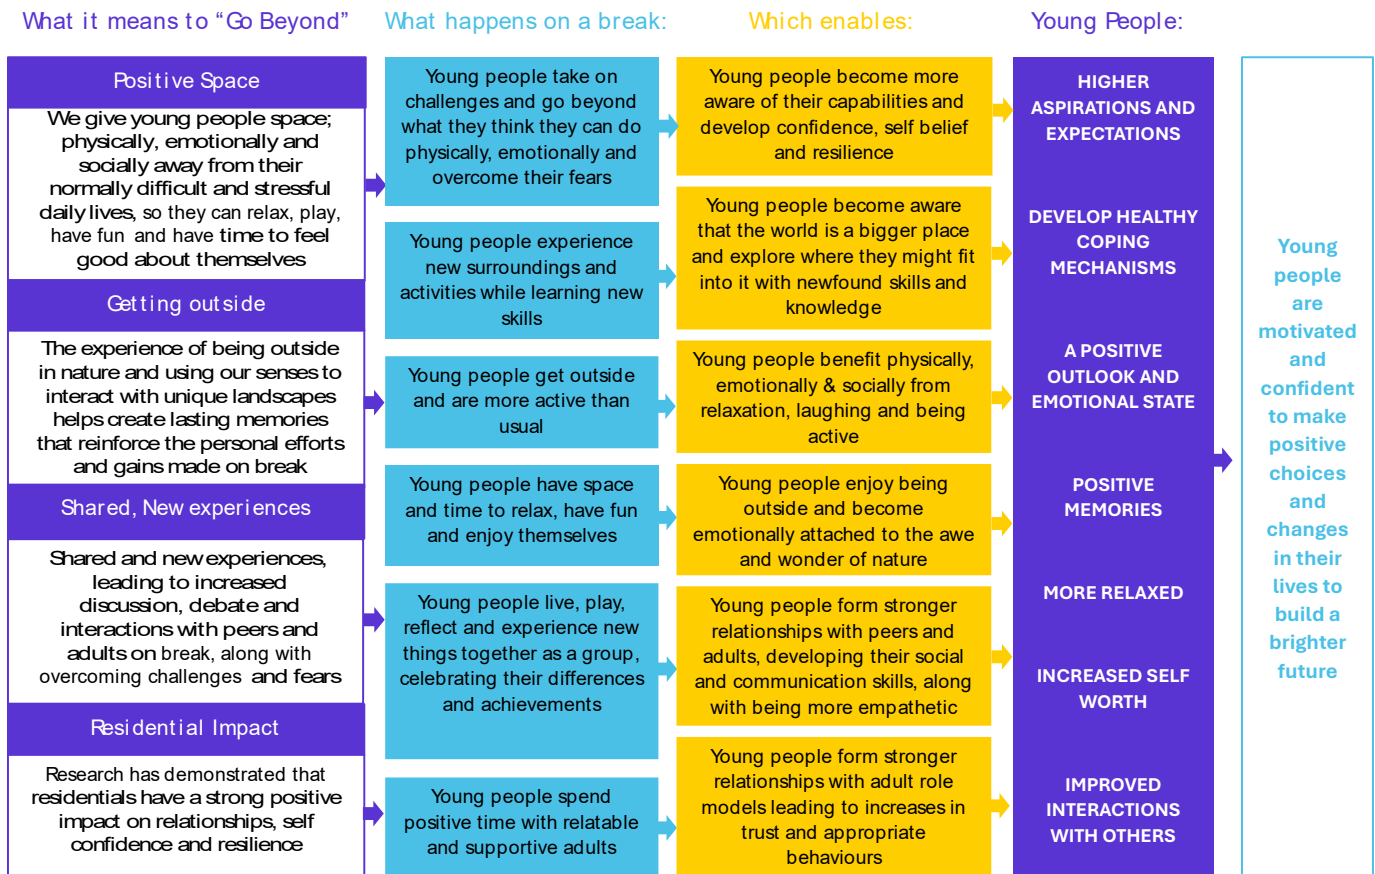 What it means to “Go Beyond”
Positive Space
We give young people space;
physically, emotionally and
socially away from their
normally difficult and stressful
daily lives, so they can relax, play,
have fun and have time to feel
good about themselves
Getting outside
The experience of being outside
in nature and using our senses to
interact with unique landscapes
helps create lasting memories
that reinforce the personal efforts
and gains made on break
Shared, New experiences
Shared and new experiences,
leading to increased
discussion, debate and
interactions with peers and
adults on break, along with
overcoming challenges and fears
Residential Impact
Research has demonstrated that
residentials have a strong positive
impact on relationships, self
confidence and resilience
What happens on a break:
Young people take on
challenges and go beyond
what they think they can do
physically, emotionally and
overcome their fears
Young people experience
new surroundings and
activities while learning new
skills
Young people get outside
and are more active than
usual
Young people have space
and time to relax, have fun
and enjoy themselves
Young people live, play,
reflect and experience new
things together as a group,
celebrating their differences
and achievements
Young people spend
positive time with relatable
and supportive adults
Which enables:
Young people become more
aware of their capabilities and
develop confidence, self belief
and resilience
Young people become aware
that the world is a bigger place
and explore where they might fit
into it with newfound skills and
knowledge
Young people benefit physically,
emotionally & socially from
relaxation, laughing and being
active
Young people enjoy being
outside and become
emotionally attached to the awe
and wonder of nature
Young people form stronger
relationships with peers and
adults, developing their social
and communication skills, along
with being more empathetic
Young people form stronger
relationships with adult role
models leading to increases in
trust and appropriate
behaviours
Young People:
HIGHER
ASPIRATIONS AND
EXPECTATIONS
DEVELOP HEALTHY
COPING
MECHANISMS
A POSITIVE
OUTLOOK AND
EMOTIONAL STATE
POSITIVE
MEMORIES
MORE RELAXED
INCREASED SELF
WORTH
IMPROVED
INTERACTIONS
WITH OTHERS
Young
people
are
motivated
and
confident
to make
positive
choices
and
changes
in their
lives to
build a
brighter
future